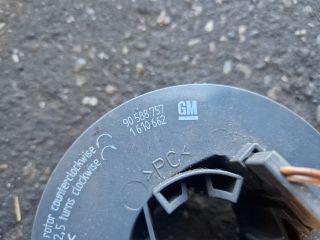 90 588 757
1 610 662
GM
>PC<
rotor counterclockwise
2,5 turns clockwise